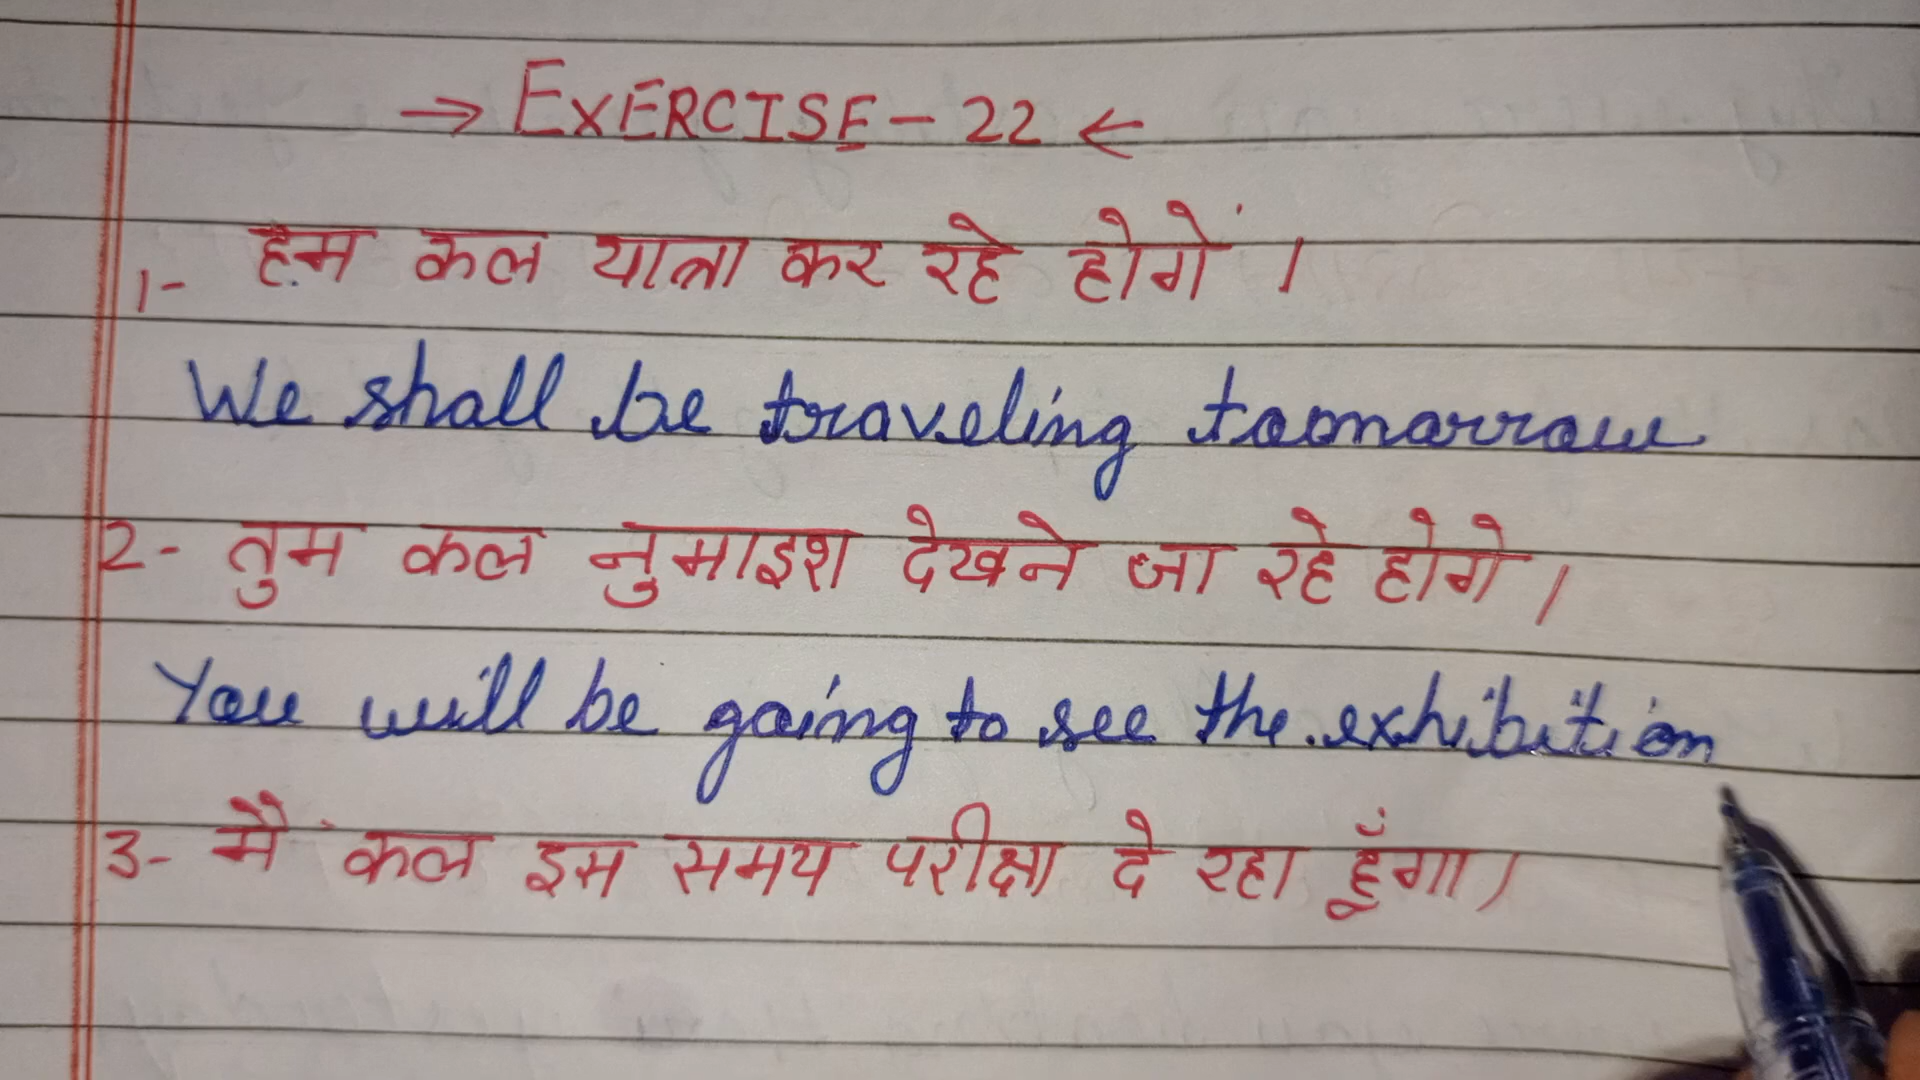 → EXERCISE - 22 ←
1- हम कल यात्रा कर रहे होगें ।
We shall be traveling tomorrow
2- तुम कल नुमाइश देखने जा रहे होगे ।
You will be going to see the exhibition
3- मैं कल इस समय परीक्षा दे रहा हूँगा।